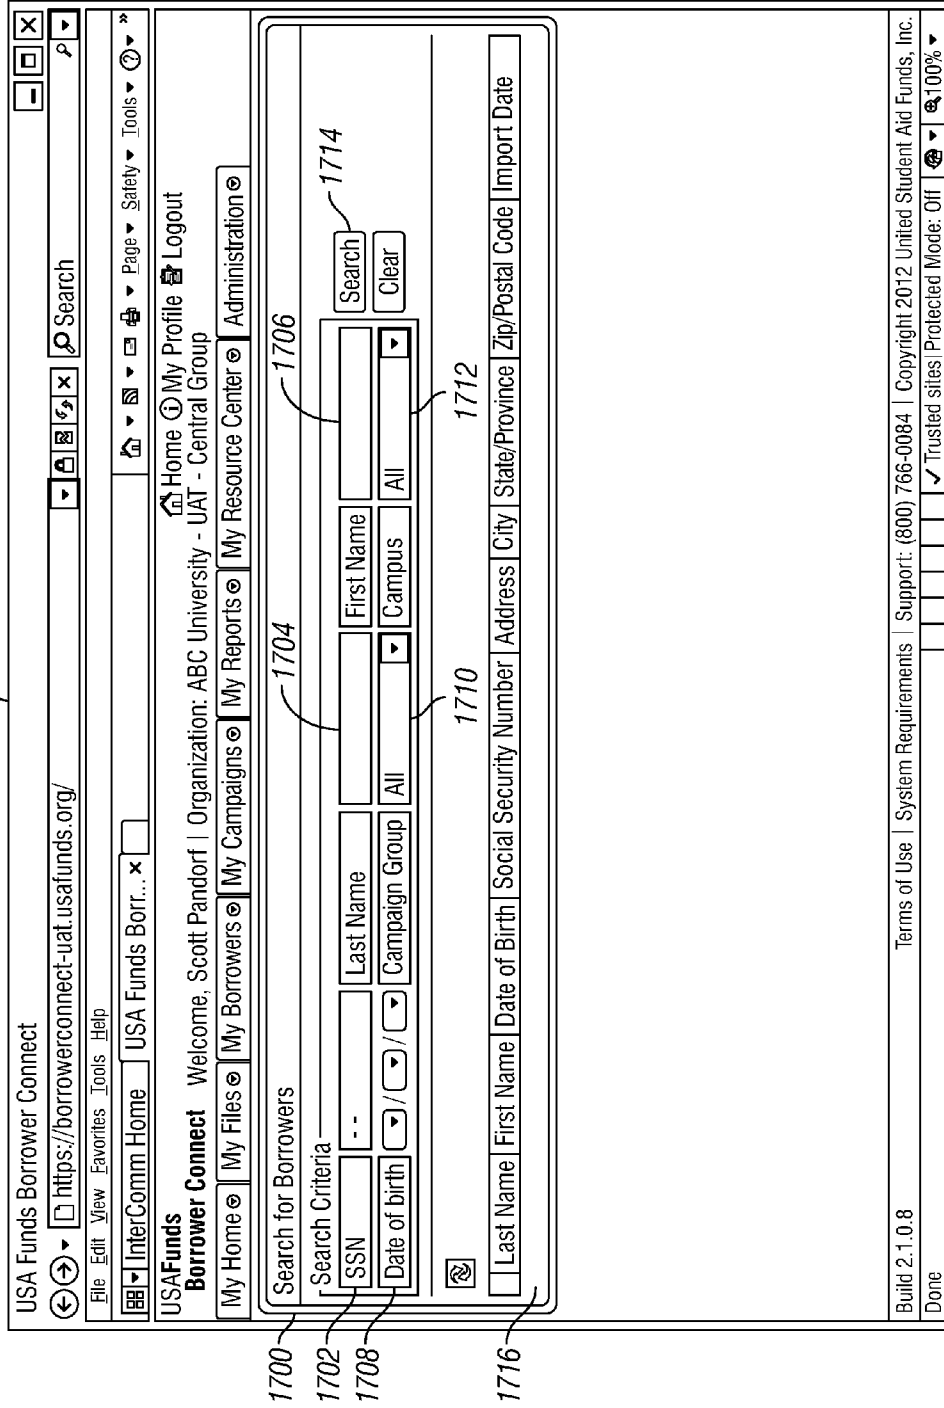 USA Funds Borrower Connect
https://borrowerconnect-uat.usafunds.org/ Search
File Edit View Favorites Tools Help
InterComm Home USA Funds Borr... × Page Safety Tools ? »
USAFunds
Borrower Connect
Home My Profile Logout
Welcome, Scott Pandorf | Organization: ABC University - UAT - Central Group
My Home My Files My Borrowers My Campaigns My Reports My Resource Center Administration
1700
Search for Borrowers
1704 1706 1714
Search Criteria
1702 SSN - - Last Name First Name Search
1708 Date of birth / / Campaign Group All Campus All Clear
1710 1712
Last Name First Name Date of Birth Social Security Number Address City State/Province Zip/Postal Code Import Date
1716
Build 2.1.0.8 Terms of Use | System Requirements | Support: (800) 766-0084 | Copyright 2012 United Student Aid Funds, Inc.
Done Trusted sites | Protected Mode: Off 100%